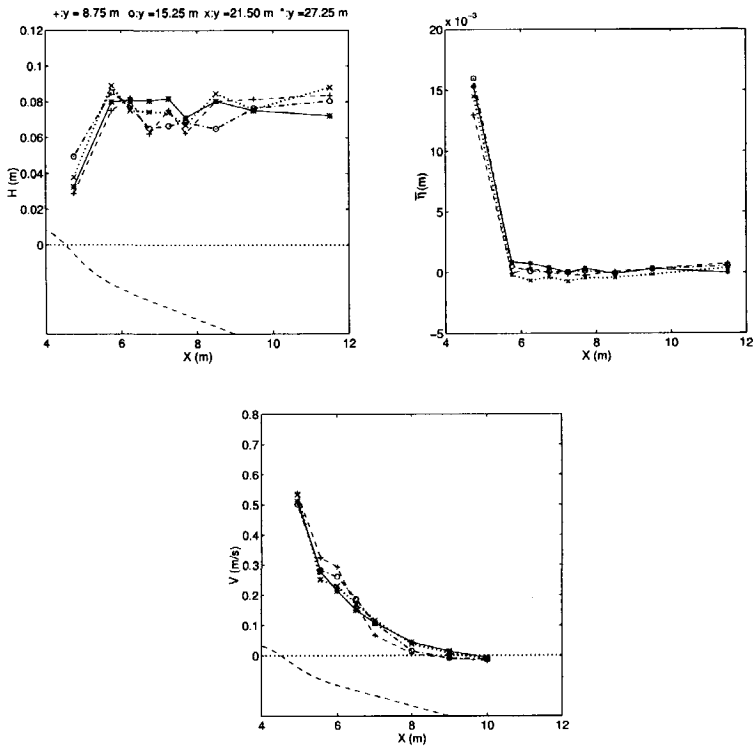 +:y = 8.75 m o:y = 15.25 m x:y = 21.50 m *:y = 27.25 m
0.12
0.1
0.08
0.06
0.04
0.02
0
H (m)
4 6 8 10 12
X (m)
x 10⁻³
20
15
10
5
0
−5
η̅ (m)
4 6 8 10 12
X (m)
0.8
0.7
0.6
0.5
0.4
0.3
0.2
0.1
0
V (m/s)
4 6 8 10 12
X (m)